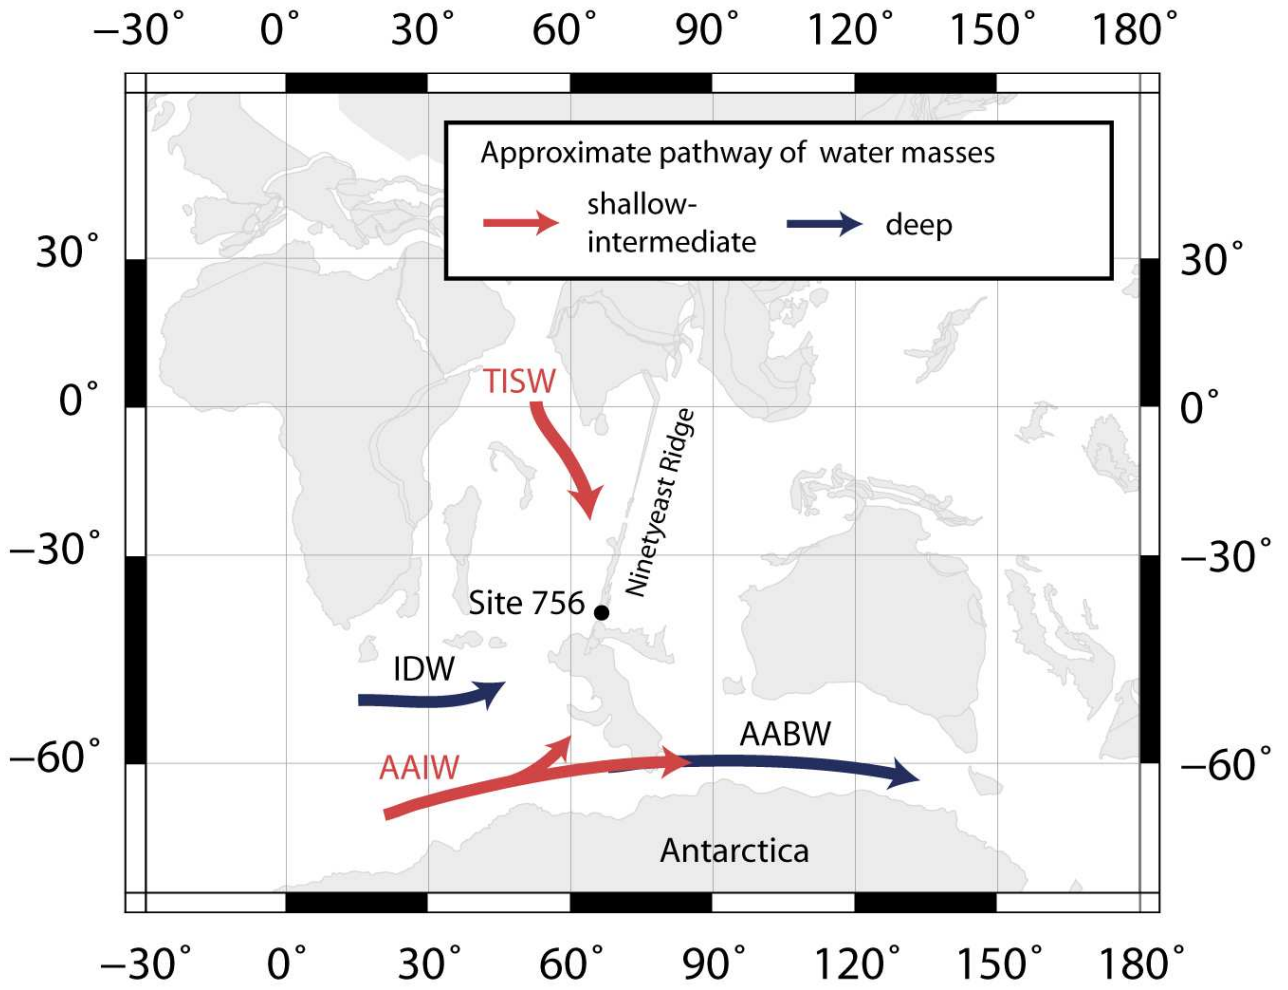 −30° 0° 30° 60° 90° 120° 150° 180°
Approximate pathway of water masses
shallow-
intermediate
deep
30° 30°
TISW
0° 0°
Ninetyeast Ridge
−30° −30°
Site 756
IDW
AABW
AAIW
−60° −60°
Antarctica
−30° 0° 30° 60° 90° 120° 150° 180°